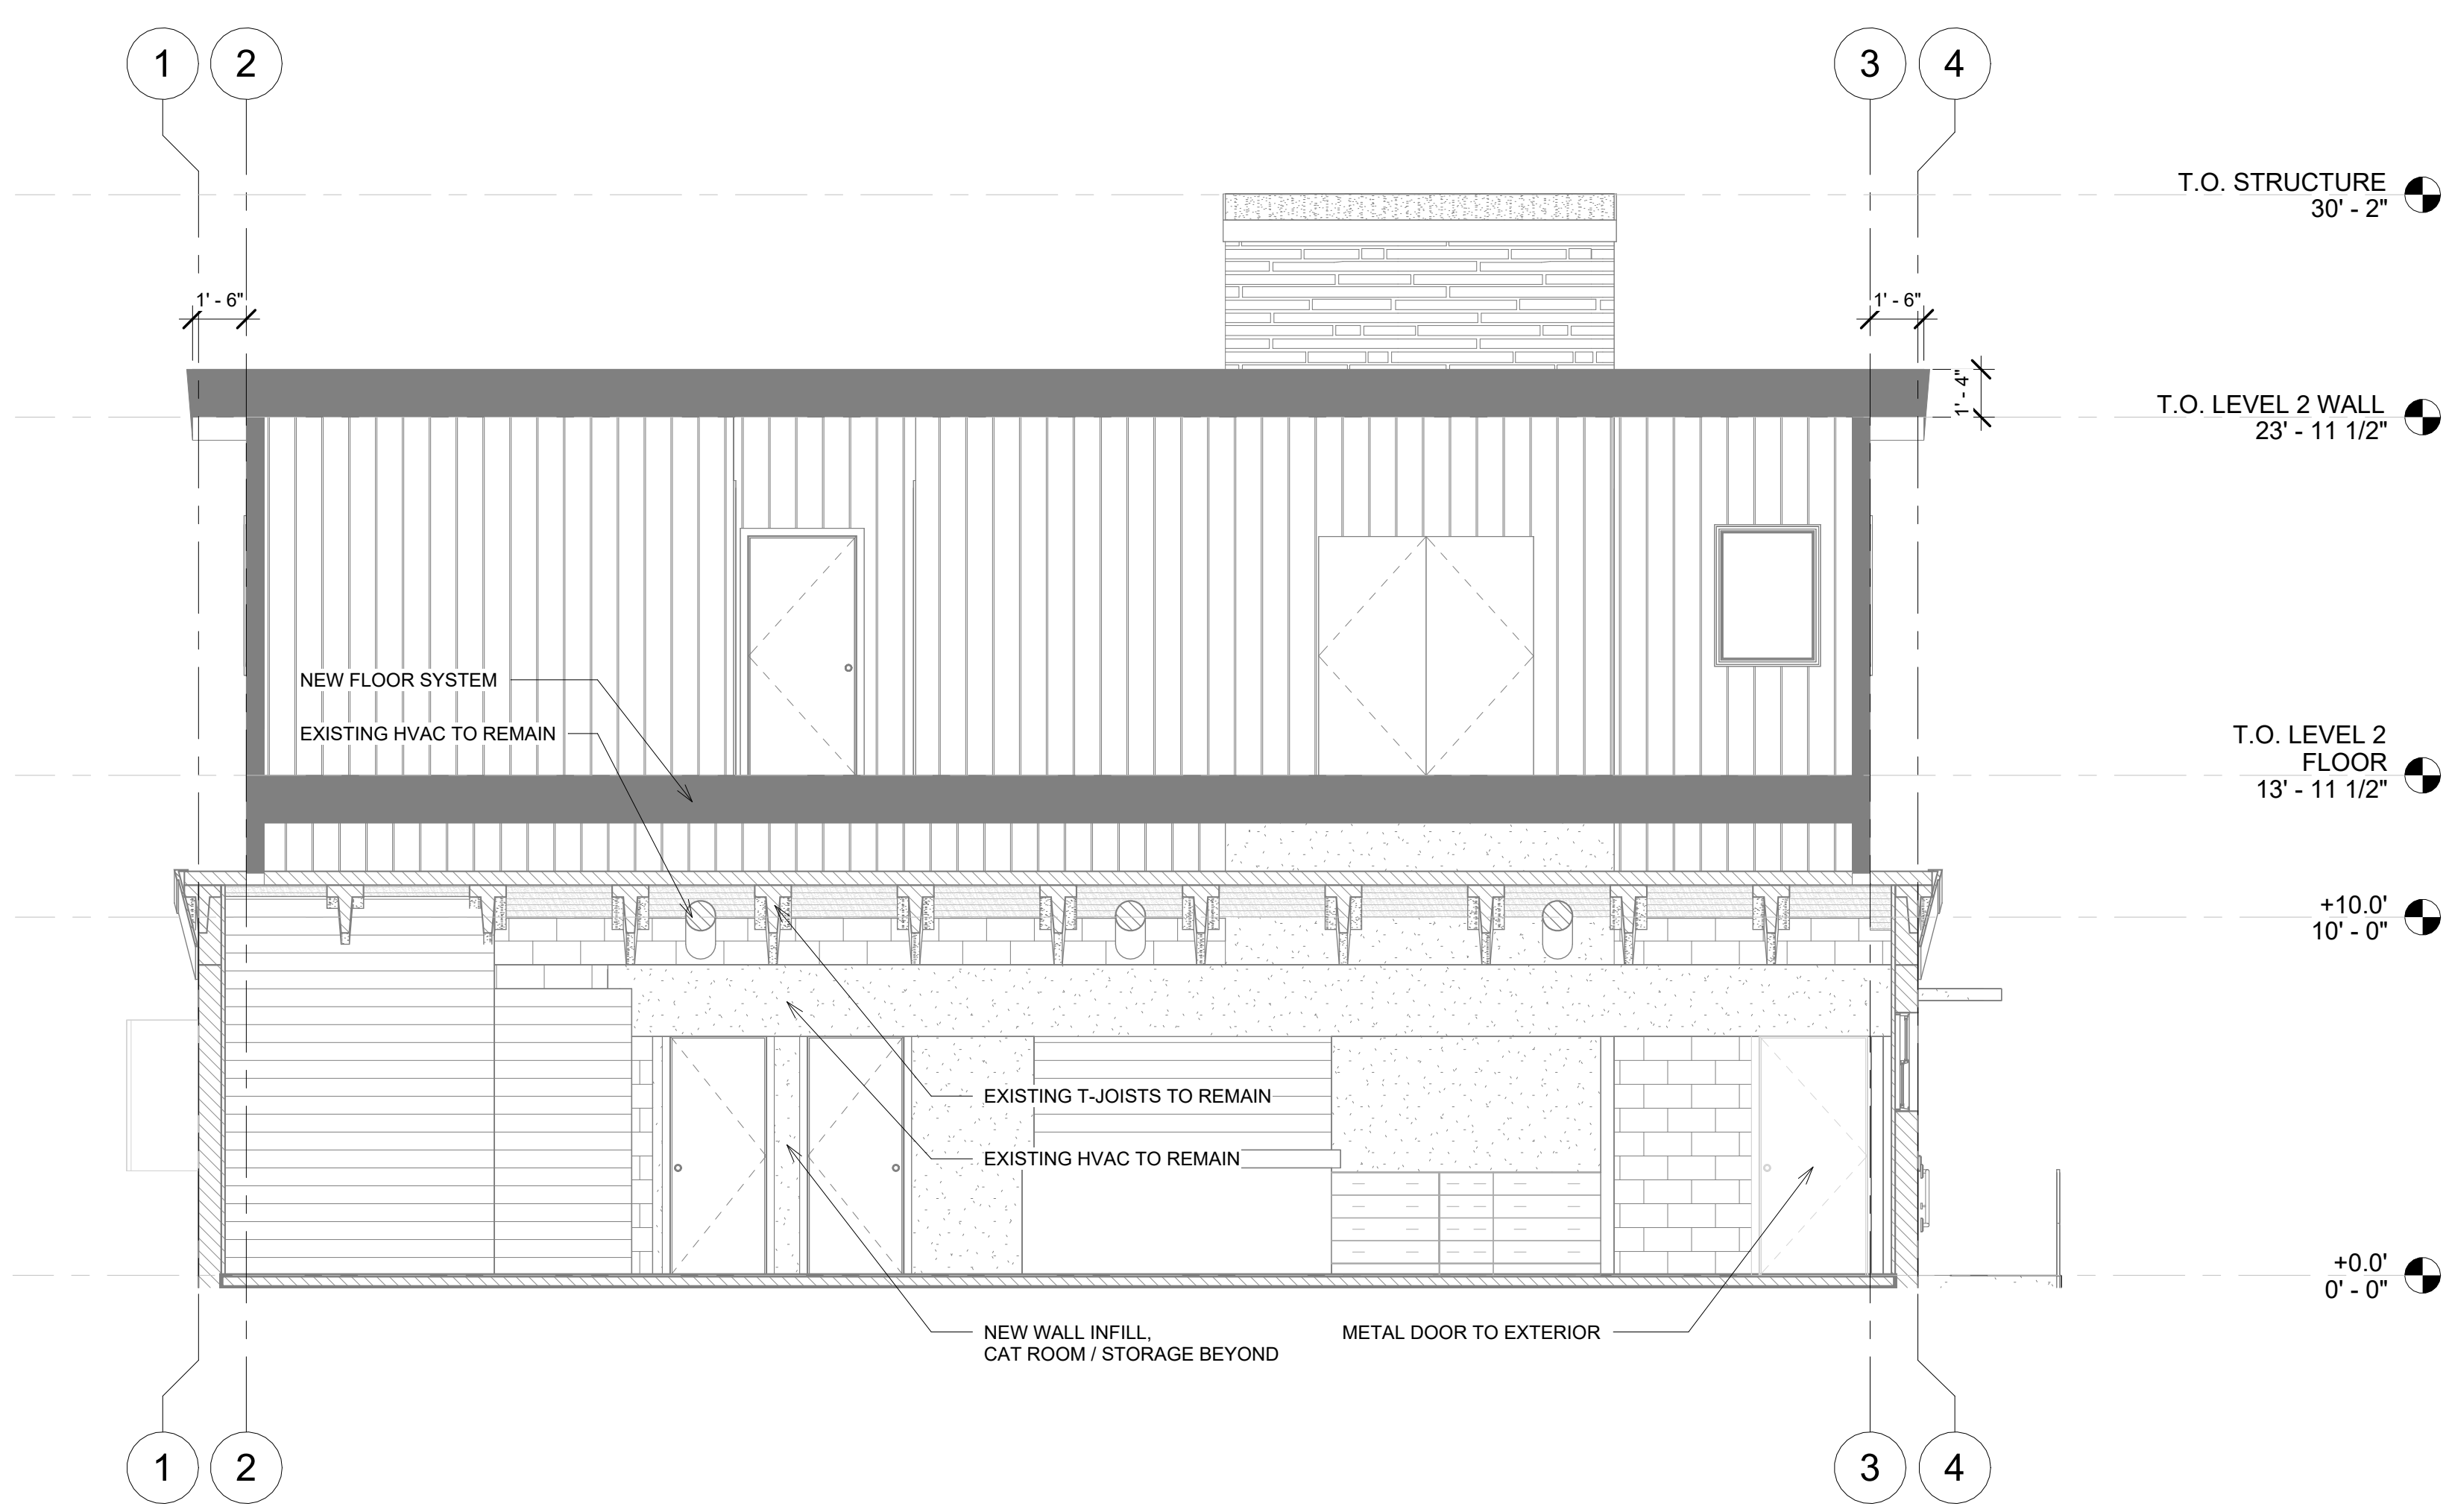 1
2
3
4
T.O. STRUCTURE
30' - 2"
1' - 6"
1' - 6"
1' - 4"
T.O. LEVEL 2 WALL
23' - 11 1/2"
NEW FLOOR SYSTEM
EXISTING HVAC TO REMAIN
T.O. LEVEL 2
FLOOR
13' - 11 1/2"
+10.0'
10' - 0"
EXISTING T-JOISTS TO REMAIN
EXISTING HVAC TO REMAIN
+0.0'
0' - 0"
NEW WALL INFILL,
CAT ROOM / STORAGE BEYOND
METAL DOOR TO EXTERIOR
1
2
3
4